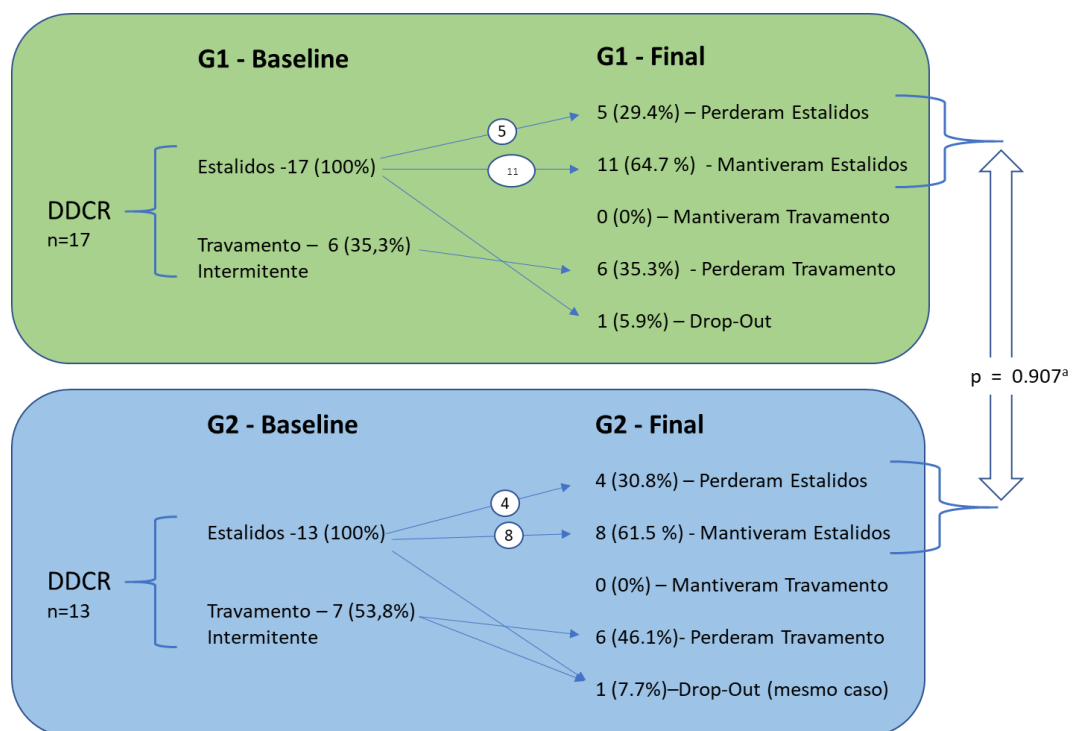 G1 - Baseline
G1 - Final
5 (29.4%) – Perderam Estalidos
5
Estalidos -17 (100%)
11
11 (64.7 %) - Mantiveram Estalidos
DDCR
n=17
0 (0%) – Mantiveram Travamento
Travamento – 6 (35,3%)
Intermitente
6 (35.3%) - Perderam Travamento
1 (5.9%) – Drop-Out
p = 0.907ᵃ
G2 - Baseline
G2 - Final
4 (30.8%) – Perderam Estalidos
4
Estalidos -13 (100%)
8
8 (61.5 %) - Mantiveram Estalidos
DDCR
n=13
0 (0%) – Mantiveram Travamento
Travamento – 7 (53,8%)
Intermitente
6 (46.1%)- Perderam Travamento
1 (7.7%)–Drop-Out (mesmo caso)